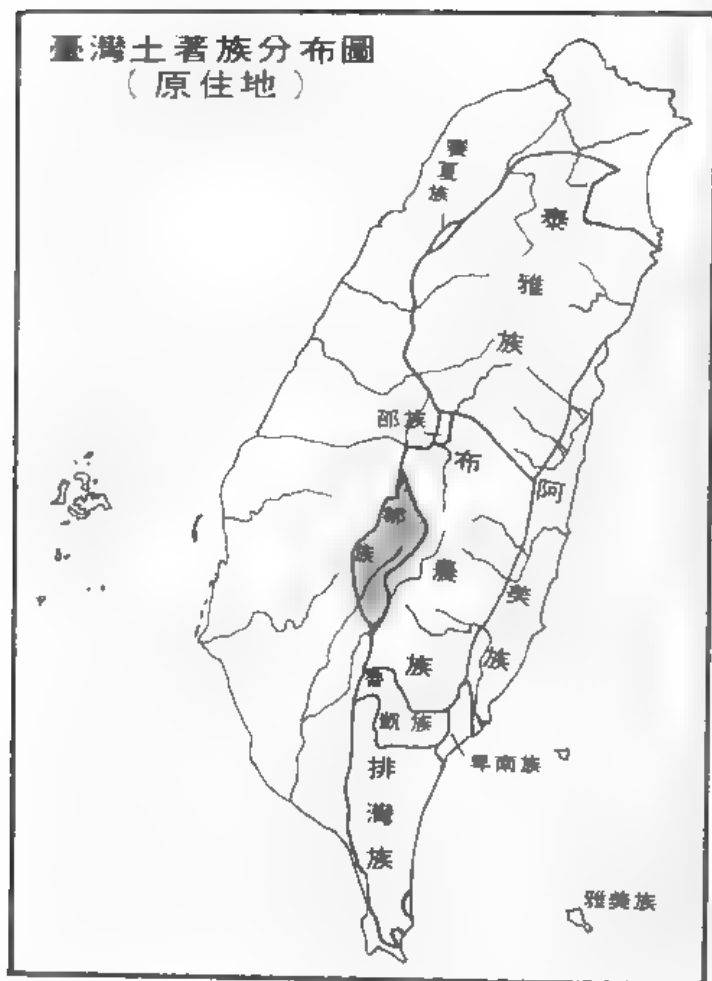 臺灣土著族分布圖
(原住地)
賽夏族
泰雅族
邵族
布農族
阿美族
鄒族
魯凱族
卑南族
排灣族
雅美族